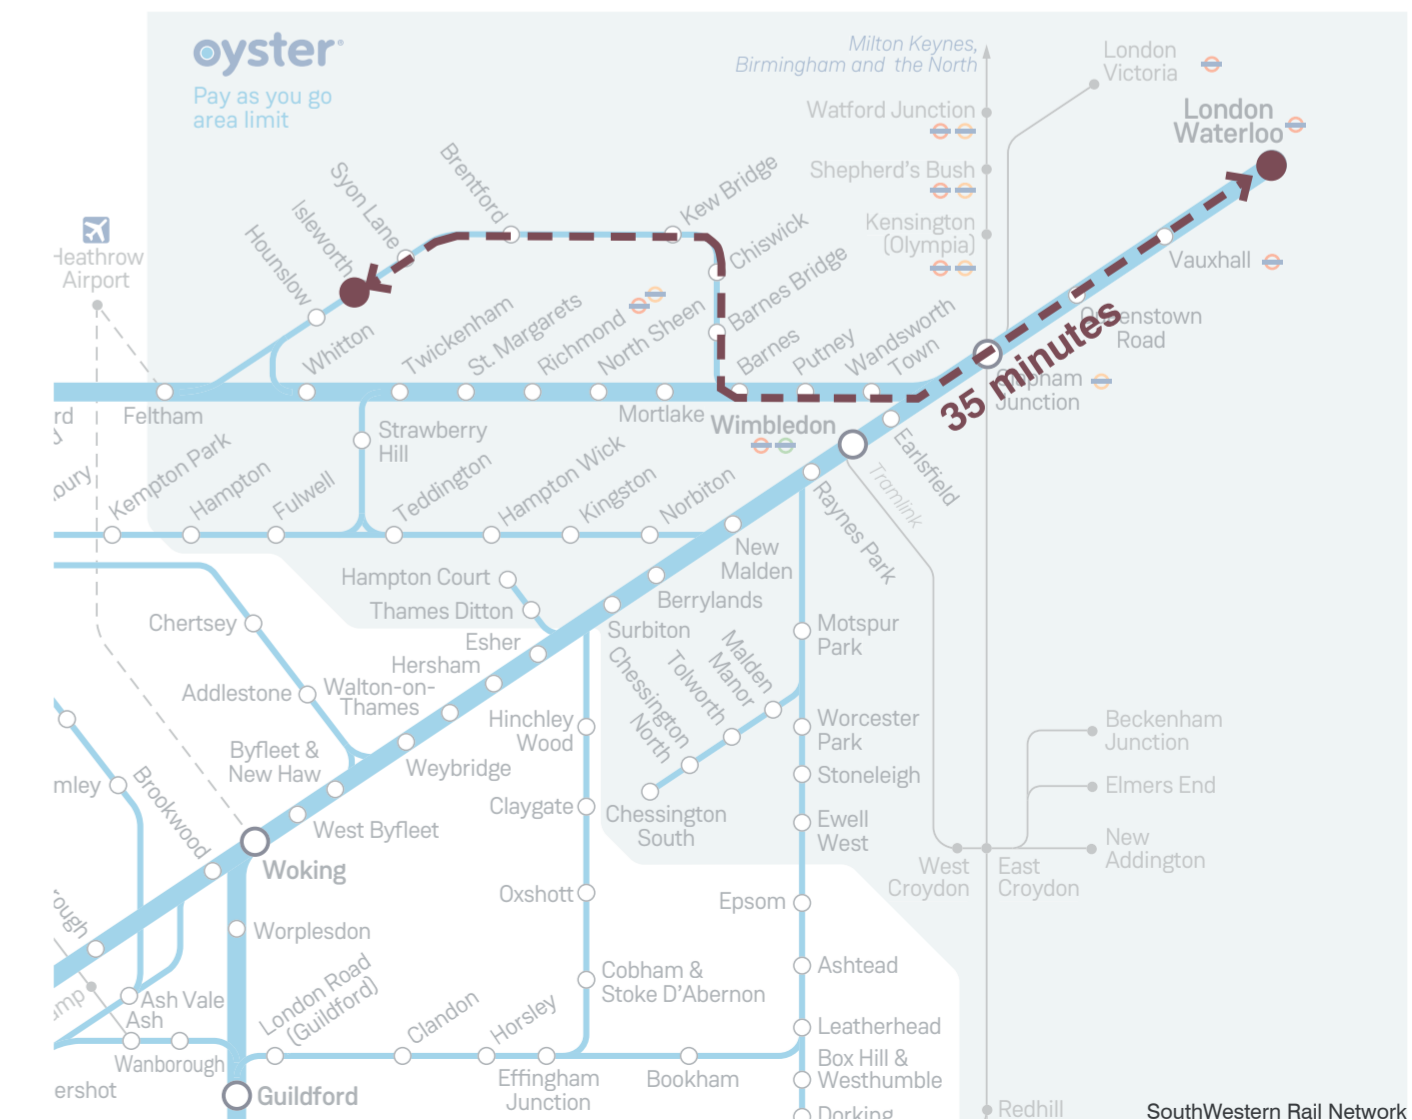 oyster
Pay as you go
area limit
Milton Keynes,
Birmingham and the North
London
Victoria
Watford Junction
London
Waterloo
Shepherd's Bush
Kensington
(Olympia)
Vauxhall
Heathrow
Airport
Hounslow
Isleworth
Syon Lane
Brentford
Kew Bridge
Chiswick
Barnes Bridge
Whitton
Twickenham
St. Margarets
Richmond
North Sheen
Barnes
Putney
Wandsworth
Town
Road
35 minutes
Junction
Feltham
Mortlake
Wimbledon
Strawberry
Hill
Earlsfield
Tramlink
Kempton Park
Hampton
Fulwell
Teddington
Hampton Wick
Kingston
Norbiton
Raynes Park
New
Malden
Hampton Court
Berrylands
Thames Ditton
Surbiton
Chertsey
Esher
Motspur
Park
Hersham
Addlestone
Walton-on-
Thames
Chessington
North
Tolworth
Malden
Manor
Hinchley
Wood
Worcester
Park
Beckenham
Junction
Byfleet &
New Haw
Weybridge
Stoneleigh
Elmers End
mley
Brookwood
Claygate
Chessington
South
Ewell
West
West Byfleet
New
Addington
Woking
West
Croydon
East
Croydon
Oxshott
Epsom
Worplesdon
Cobham &
Stoke D'Abernon
Ashtead
Ash Vale
Ash
London Road
(Guildford)
Clandon
Horsley
Leatherhead
Wanborough
Effingham
Junction
Bookham
Box Hill &
Westhumble
ershot
Guildford
Dorking
Redhill
SouthWestern Rail Network